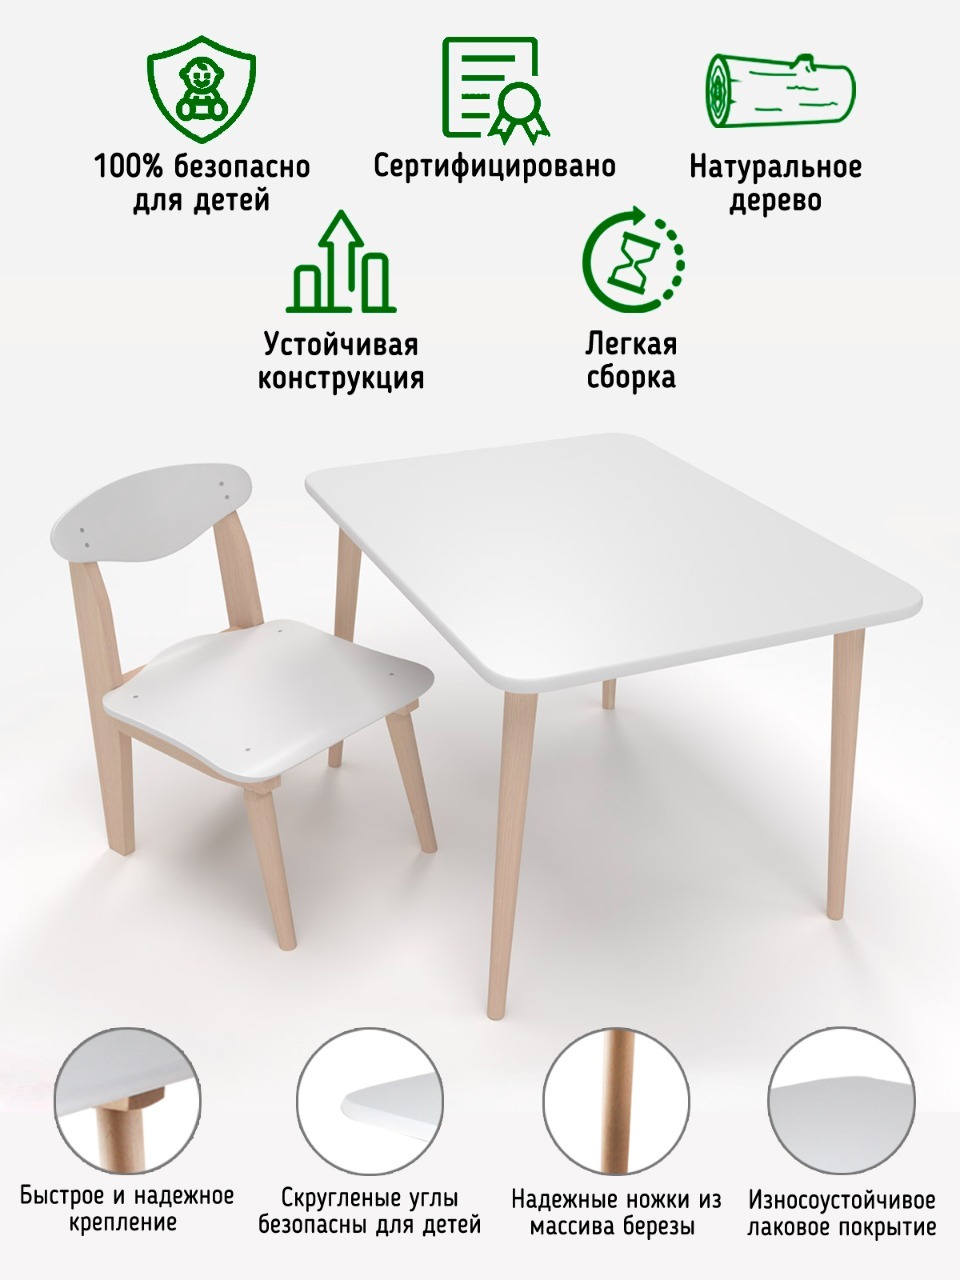 100% безопасно
для детей
Сертифицировано
Натуральное
дерево
Устойчивая
конструкция
Легкая
сборка
Быстрое и надежное
крепление
Скругленые углы
безопасны для детей
Надежные ножки из
массива березы
Износоустойчивое
лаковое покрытие